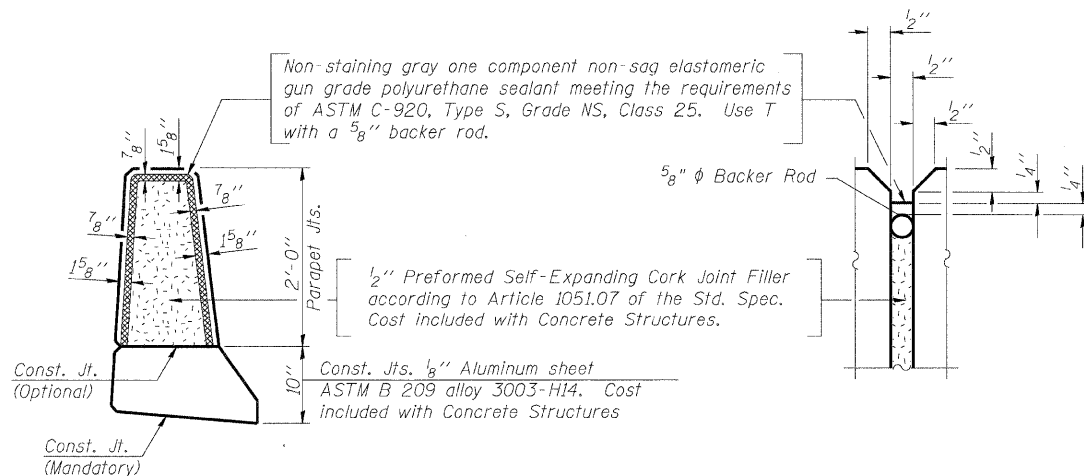 Non-staining gray one component non-sag elastomeric
gun grade polyurethane sealant meeting the requirements
of ASTM C-920, Type S, Grade NS, Class 25. Use T
with a 5/8" backer rod.
1/2"
1/2"
1/2"
1/2"
1/4"
1/4"
5/8" ϕ Backer Rod
7/8"
1 5/8"
7/8"
7/8"
1 5/8"
1 5/8"
2'-0"
Parapet Jts.
1/2" Preformed Self-Expanding Cork Joint Filler
according to Article 1051.07 of the Std. Spec.
Cost included with Concrete Structures.
Const. Jt.
(Optional)
10"
Const. Jts. 1/8" Aluminum sheet
ASTM B 209 alloy 3003-H14. Cost
included with Concrete Structures
Const. Jt.
(Mandatory)